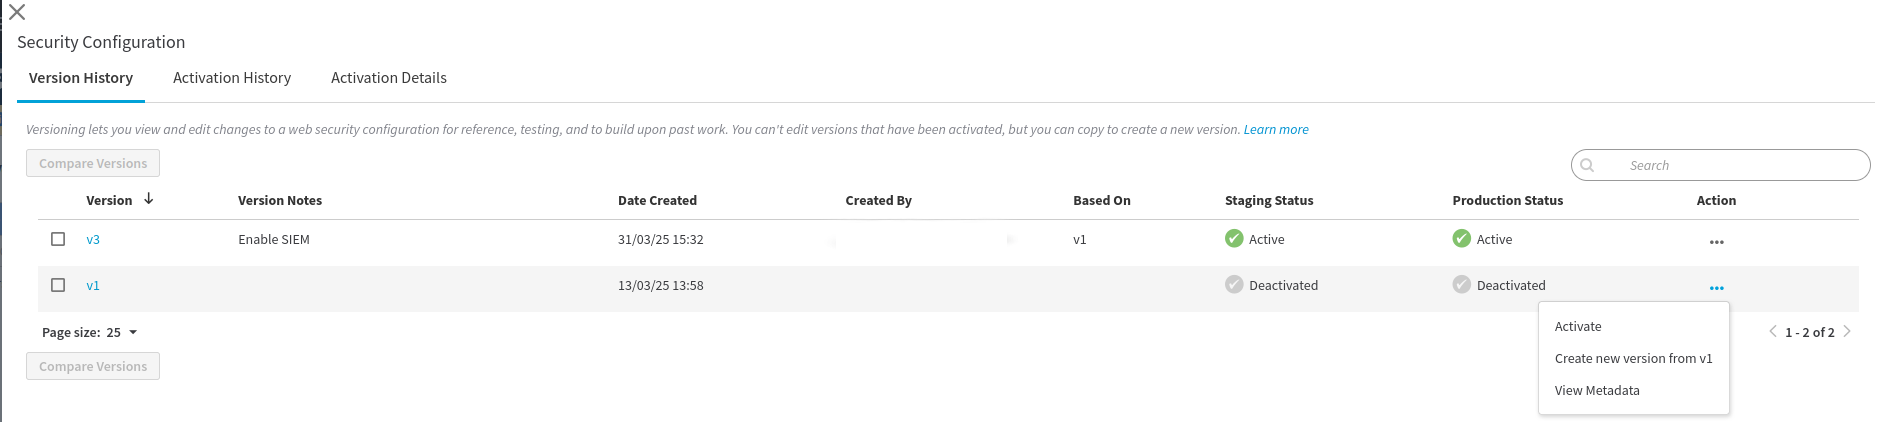 Security Configuration
Version History Activation History Activation Details
Versioning lets you view and edit changes to a web security configuration for reference, testing, and to build upon past work. You can't edit versions that have been activated, but you can copy to create a new version. Learn more
Compare Versions Search
Version Version Notes Date Created Created By Based On Staging Status Production Status Action
v3 Enable SIEM 31/03/25 15:32 v1 Active Active
v1 13/03/25 13:58 Deactivated Deactivated
Page size: 25 1 - 2 of 2
Compare Versions
Activate
Create new version from v1
View Metadata